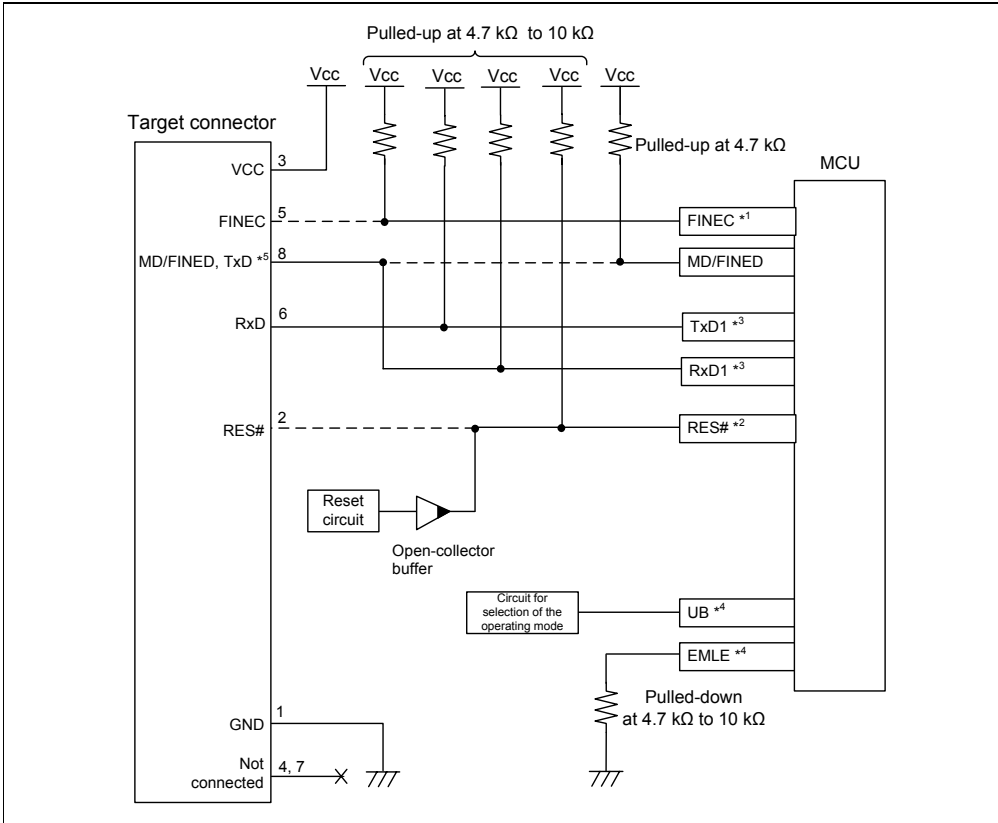 Pulled-up at 4.7 kΩ to 10 kΩ
Vcc Vcc Vcc Vcc Vcc Vcc
Target connector
Pulled-up at 4.7 kΩ
MCU
VCC 3
FINEC 5 FINEC *1
MD/FINED, TxD *5 8 MD/FINED
RxD 6 TxD1 *3
RxD1 *3
RES# 2 RES# *2
Reset
circuit
Open-collector
buffer
Circuit for
selection of the
operating mode
UB *4
EMLE *4
Pulled-down
at 4.7 kΩ to 10 kΩ
GND 1
Not
connected
4, 7